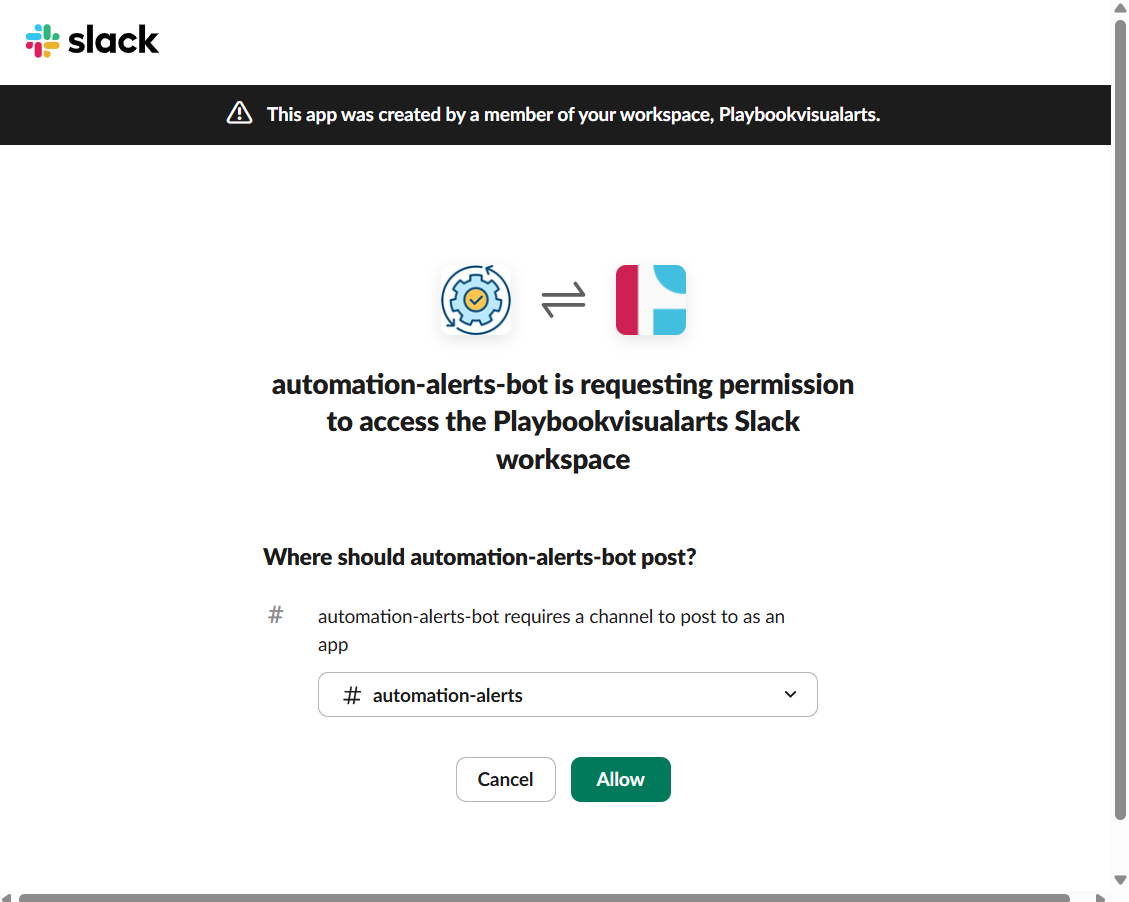 slack
This app was created by a member of your workspace, Playbookvisualarts.
automation-alerts-bot is requesting permission
to access the Playbookvisualarts Slack
workspace
Where should automation-alerts-bot post?
# automation-alerts-bot requires a channel to post to as an
app
# automation-alerts
Cancel Allow